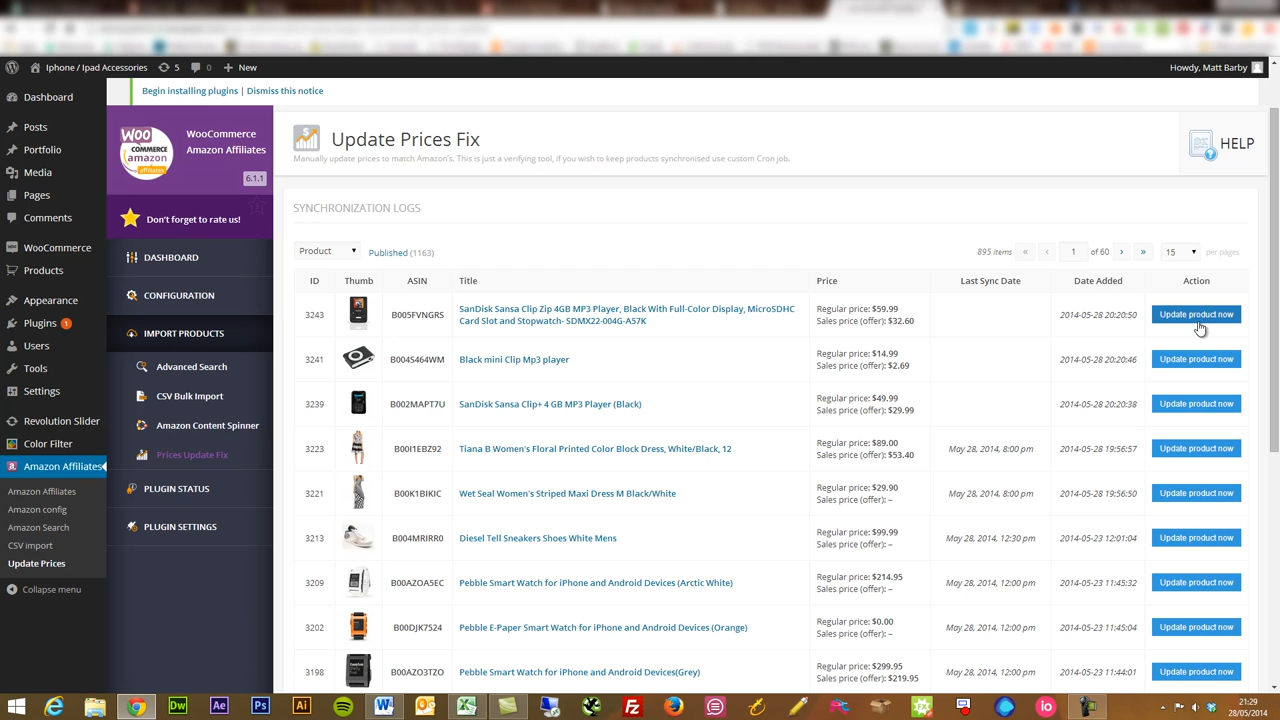 Iphone / Ipad Accessories 5 0 New Howdy, Matt Barby
Begin installing plugins | Dismiss this notice
Dashboard
Posts
Portfolio
Media
Pages
Comments
WooCommerce
Products
Appearance
Plugins 1
Users
Tools
Settings
Revolution Slider
Color Filter
Amazon Affiliates
Amazon Affiliates
Amazon config
Amazon Search
CSV import
Update Prices
Collapse menu
WOO
COMMERCE
amazon
affiliates
WooCommerce
Amazon Affiliates
6.1.1
Don't forget to rate us!
DASHBOARD
CONFIGURATION
IMPORT PRODUCTS
Advanced Search
CSV Bulk Import
Amazon Content Spinner
Prices Update Fix
PLUGIN STATUS
PLUGIN SETTINGS
Update Prices Fix
Manually update prices to match Amazon's. This is just a verifying tool, if you wish to keep products synchronised use custom Cron job.
HELP
SYNCHRONIZATION LOGS
Product Published (1163) 895 items « ‹ 1 of 60 › » 15 per pages
ID Thumb ASIN Title Price Last Sync Date Date Added Action
3243 B005FVNGRS SanDisk Sansa Clip Zip 4GB MP3 Player, Black With Full-Color Display, MicroSDHC Regular price: $59.99 2014-05-28 20:20:50 Update product now
Card Slot and Stopwatch- SDMX22-004G-A57K Sales price (offer): $32.60
3241 B004S464WM Black mini Clip Mp3 player Regular price: $14.99 2014-05-28 20:20:46 Update product now
Sales price (offer): $2.69
3239 B002MAPT7U SanDisk Sansa Clip+ 4 GB MP3 Player (Black) Regular price: $49.99 2014-05-28 20:20:38 Update product now
Sales price (offer): $29.99
3223 B00I1EBZ92 Tiana B Women's Floral Printed Color Block Dress, White/Black, 12 Regular price: $89.00 May 28, 2014, 8:00 pm 2014-05-28 19:56:57 Update product now
Sales price (offer): $53.40
3221 B00K1BIKIC Wet Seal Women's Striped Maxi Dress M Black/White Regular price: $29.90 May 28, 2014, 8:00 pm 2014-05-28 19:56:50 Update product now
Sales price (offer): –
3213 B004MRIRR0 Diesel Tell Sneakers Shoes White Mens Regular price: $99.99 May 28, 2014, 12:30 pm 2014-05-23 12:01:04 Update product now
Sales price (offer): –
3209 B00AZOA5EC Pebble Smart Watch for iPhone and Android Devices (Arctic White) Regular price: $214.95 May 28, 2014, 12:00 pm 2014-05-23 11:45:32 Update product now
Sales price (offer): –
3202 B00DJK7524 Pebble E-Paper Smart Watch for iPhone and Android Devices (Orange) Regular price: $0.00 May 28, 2014, 12:00 pm 2014-05-23 11:45:04 Update product now
Sales price (offer): –
3198 B00AZO3TZO Pebble Smart Watch for iPhone and Android Devices(Grey) Regular price: $299.95 May 28, 2014, 12:00 pm 2014-05-23 11:44:01 Update product now
Sales price (offer): $219.95
Dw Ae Ps Ai
21:29
28/05/2014